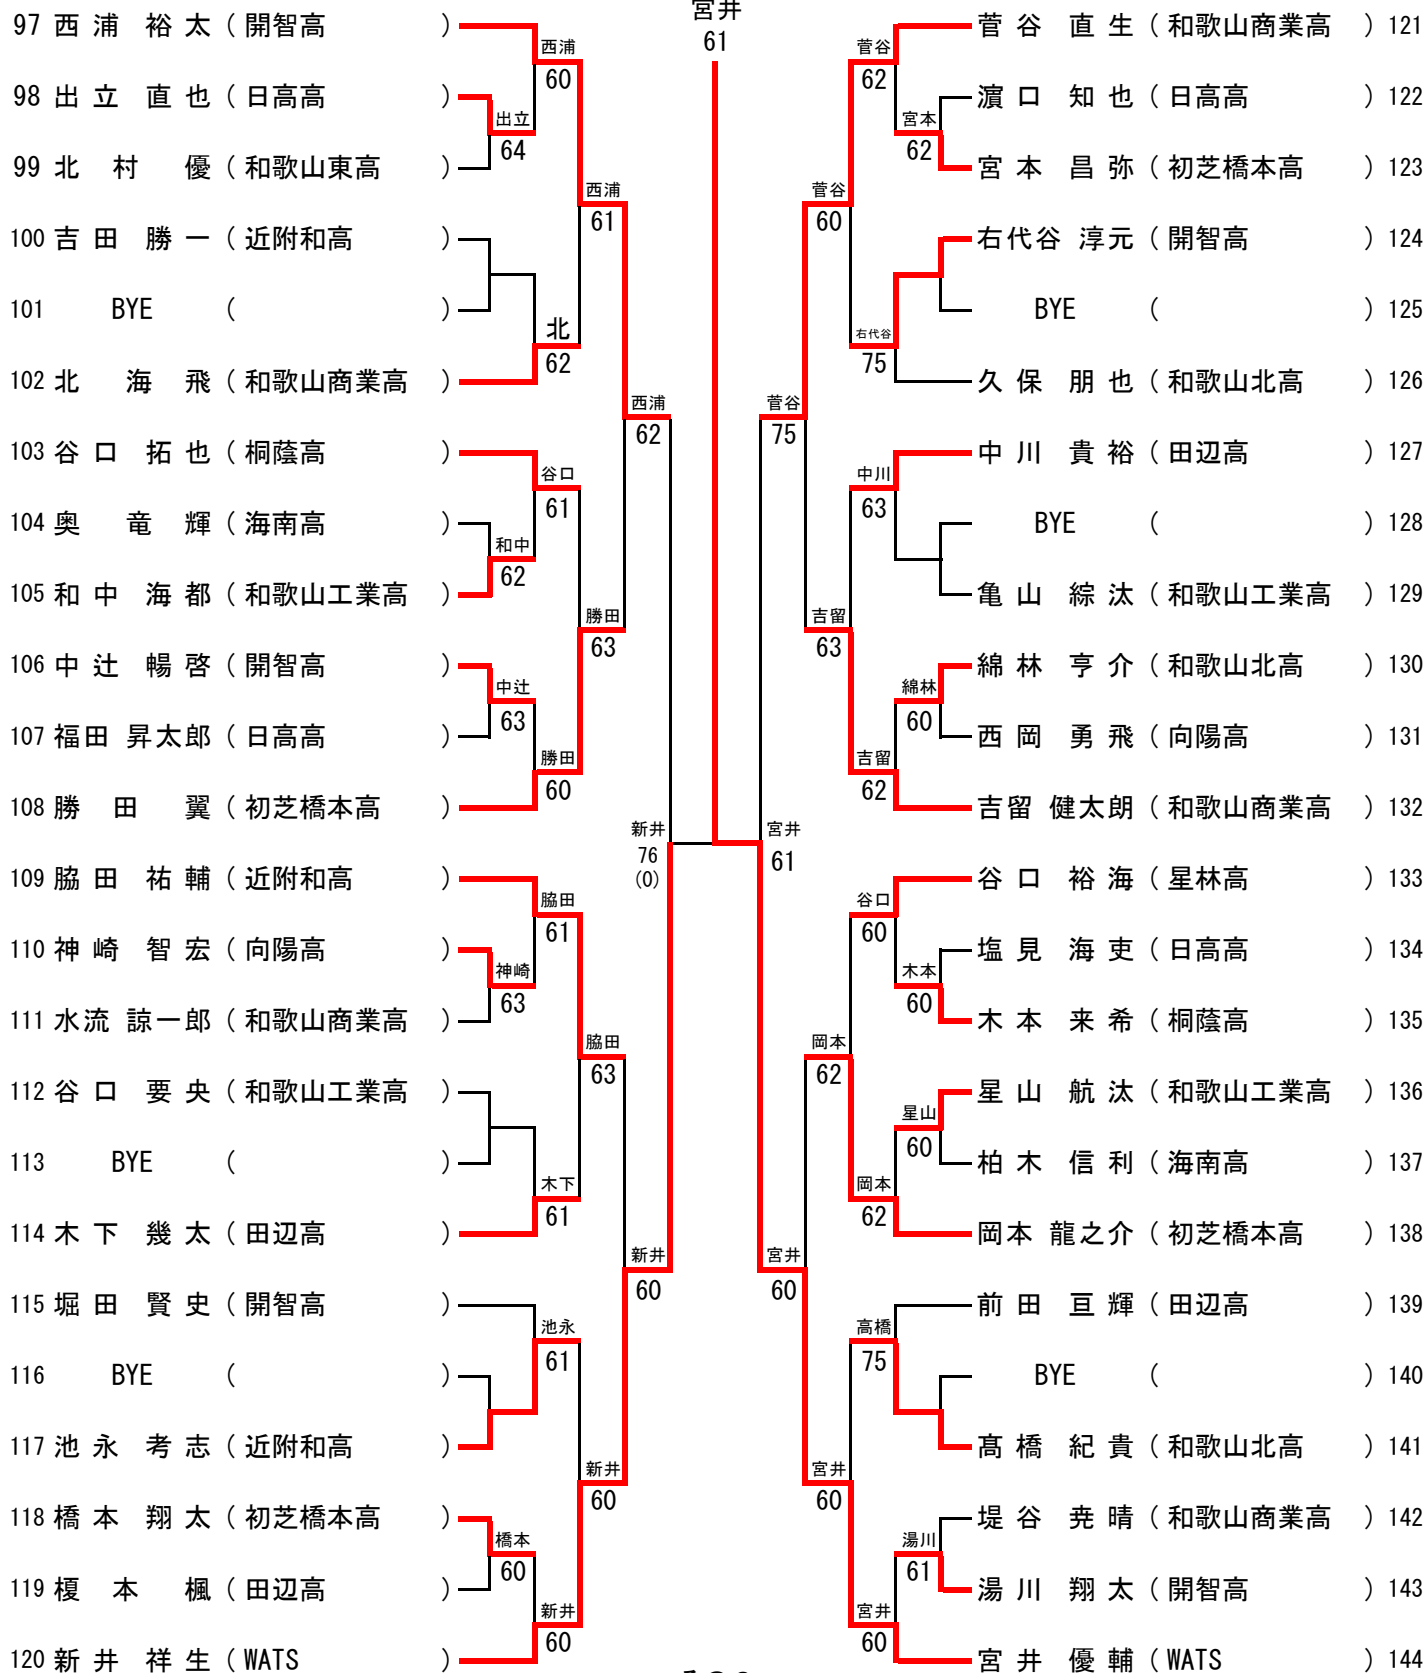 宮井
61
97 西浦 裕太 ( 開智高 )
西浦
60
98 出立 直也 ( 日高高 )
出立
64
99 北村 優 ( 和歌山東高 )
西浦
61
100 吉田 勝一 ( 近附和高 )
101 BYE ( )
北
62
102 北 海飛 ( 和歌山商業高 )
西浦
62
103 谷口 拓也 ( 桐蔭高 )
谷口
61
104 奥 竜輝 ( 海南高 )
和中
62
105 和中 海都 ( 和歌山工業高 )
勝田
63
106 中辻 暢啓 ( 開智高 )
中辻
63
107 福田 昇太郎 ( 日高高 )
勝田
60
108 勝田 翼 ( 初芝橋本高 )
新井
76
(0)
109 脇田 祐輔 ( 近附和高 )
脇田
61
110 神崎 智宏 ( 向陽高 )
神崎
63
111 水流 諒一郎 ( 和歌山商業高 )
脇田
63
112 谷口 要央 ( 和歌山工業高 )
113 BYE ( )
木下
61
114 木下 幾太 ( 田辺高 )
新井
60
115 堀田 賢史 ( 開智高 )
池永
61
116 BYE ( )
117 池永 考志 ( 近附和高 )
新井
60
118 橋本 翔太 ( 初芝橋本高 )
橋本
60
119 榎本 楓 ( 田辺高 )
新井
60
120 新井 祥生 ( WATS )
菅谷 直生 ( 和歌山商業高 ) 121
菅谷
62
濵口 知也 ( 日高高 ) 122
宮本
62
宮本 昌弥 ( 初芝橋本高 ) 123
菅谷
60
右代谷 淳元 ( 開智高 ) 124
BYE ( ) 125
右代谷
75
久保 朋也 ( 和歌山北高 ) 126
菅谷
75
中川 貴裕 ( 田辺高 ) 127
中川
63
BYE ( ) 128
亀山 綜汰 ( 和歌山工業高 ) 129
吉留
63
綿林 亨介 ( 和歌山北高 ) 130
綿林
60
西岡 勇飛 ( 向陽高 ) 131
吉留
62
吉留 健太朗 ( 和歌山商業高 ) 132
宮井
61
谷口 裕海 ( 星林高 ) 133
谷口
60
塩見 海吏 ( 日高高 ) 134
木本
60
木本 来希 ( 桐蔭高 ) 135
岡本
62
星山 航汰 ( 和歌山工業高 ) 136
星山
60
柏木 信利 ( 海南高 ) 137
岡本
62
岡本 龍之介 ( 初芝橋本高 ) 138
宮井
60
前田 亘輝 ( 田辺高 ) 139
高橋
75
BYE ( ) 140
髙橋 紀貴 ( 和歌山北高 ) 141
宮井
60
堤谷 尭晴 ( 和歌山商業高 ) 142
湯川
61
湯川 翔太 ( 開智高 ) 143
宮井
60
宮井 優輔 ( WATS ) 144